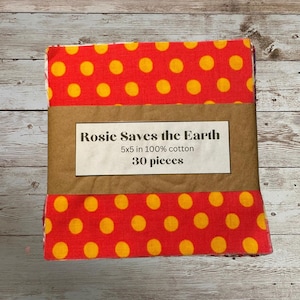 Rosie Saves the Earth
5x5 in 100% cotton
30 pieces